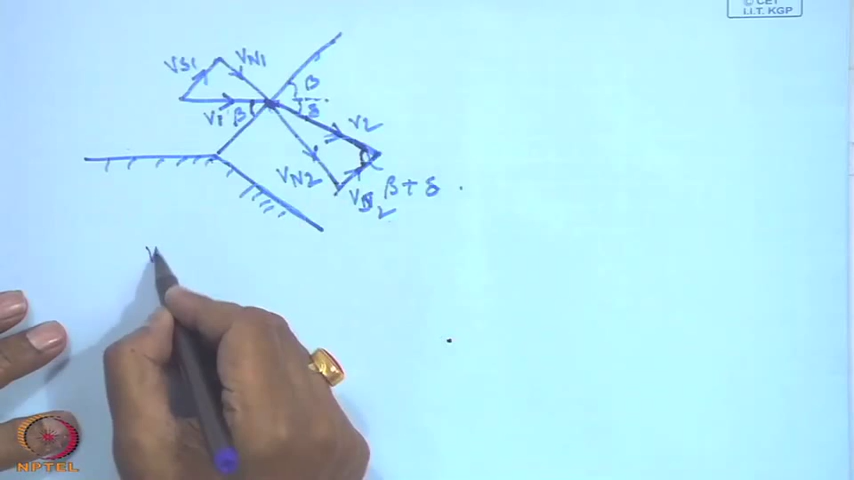 © CET
I.I.T. KGP
VS1
VN1
β
V1
β
δ
V2
VN2
VS2
β + δ
V
NPTEL